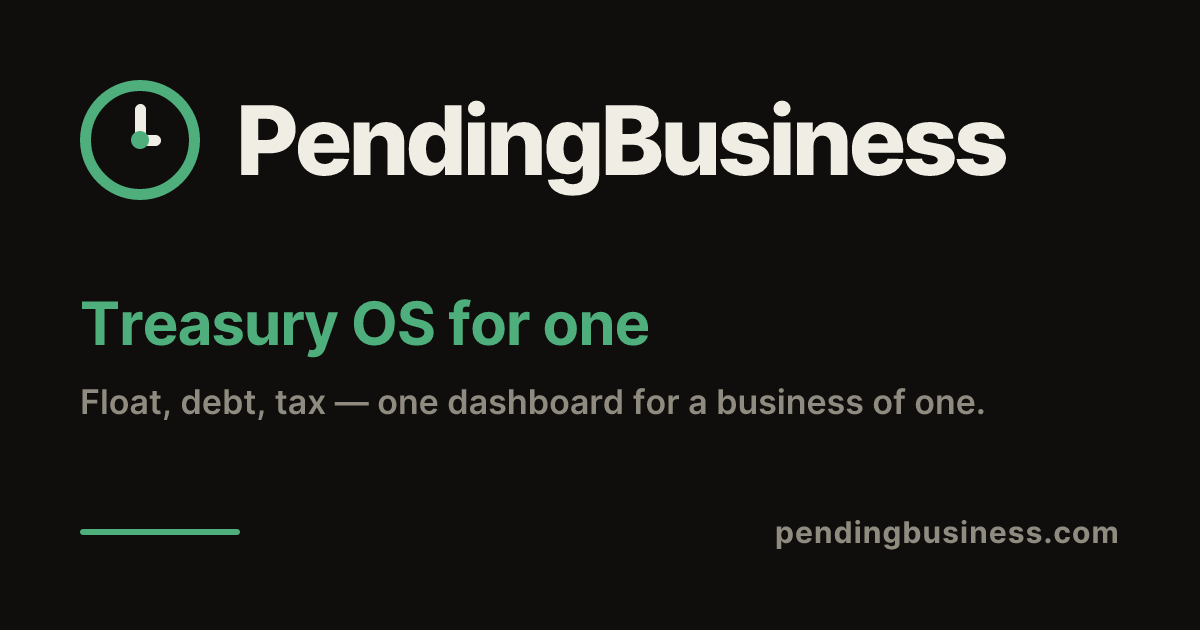 PendingBusiness
Treasury OS for one
Float, debt, tax — one dashboard for a business of one.
pendingbusiness.com